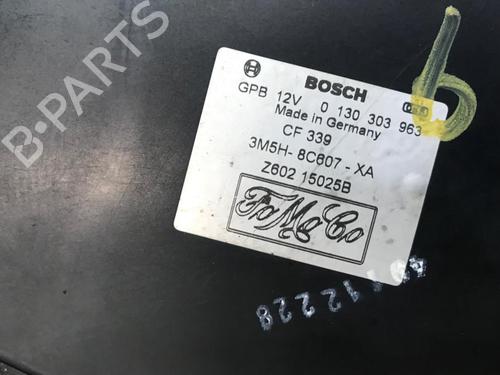 BOSCH
GPB 12V 0 130 303 963
Made in Germany
CF 339
3M5H- 8C607 - XA
Z602 15025B
FoMoCo
11228
B-PARTS